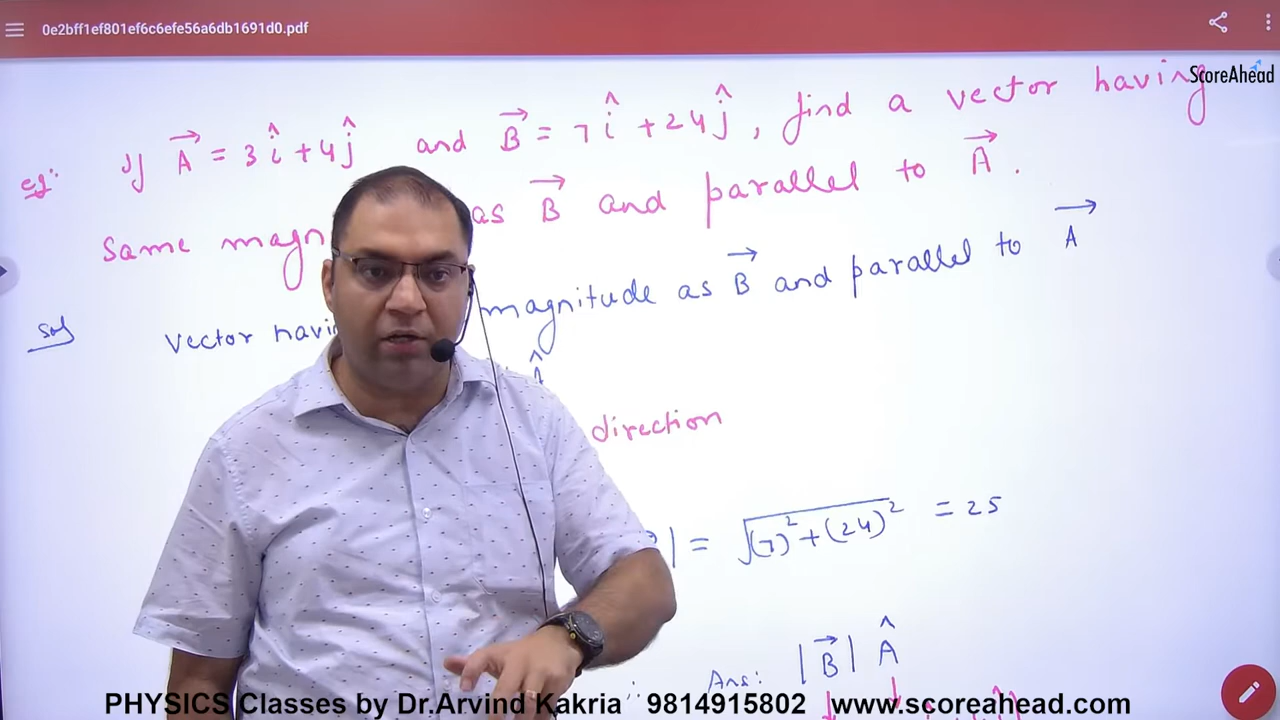 0e2bff1ef801ef6c6efe56a6db1691d0.pdf
ScoreAhead
eg: If A⃗ = 3î + 4ĵ and B⃗ = 7î + 24ĵ, find a vector having
Same magn as B⃗ and parallel to A⃗.
Sol Vector havi magnitude as B⃗ and parallel to A⃗
Â
direction
| = √(7)² + (24)² = 25
∴ Ans: |B⃗| Â
PHYSICS Classes by Dr.Arvind Kakria 9814915802 www.scoreahead.com